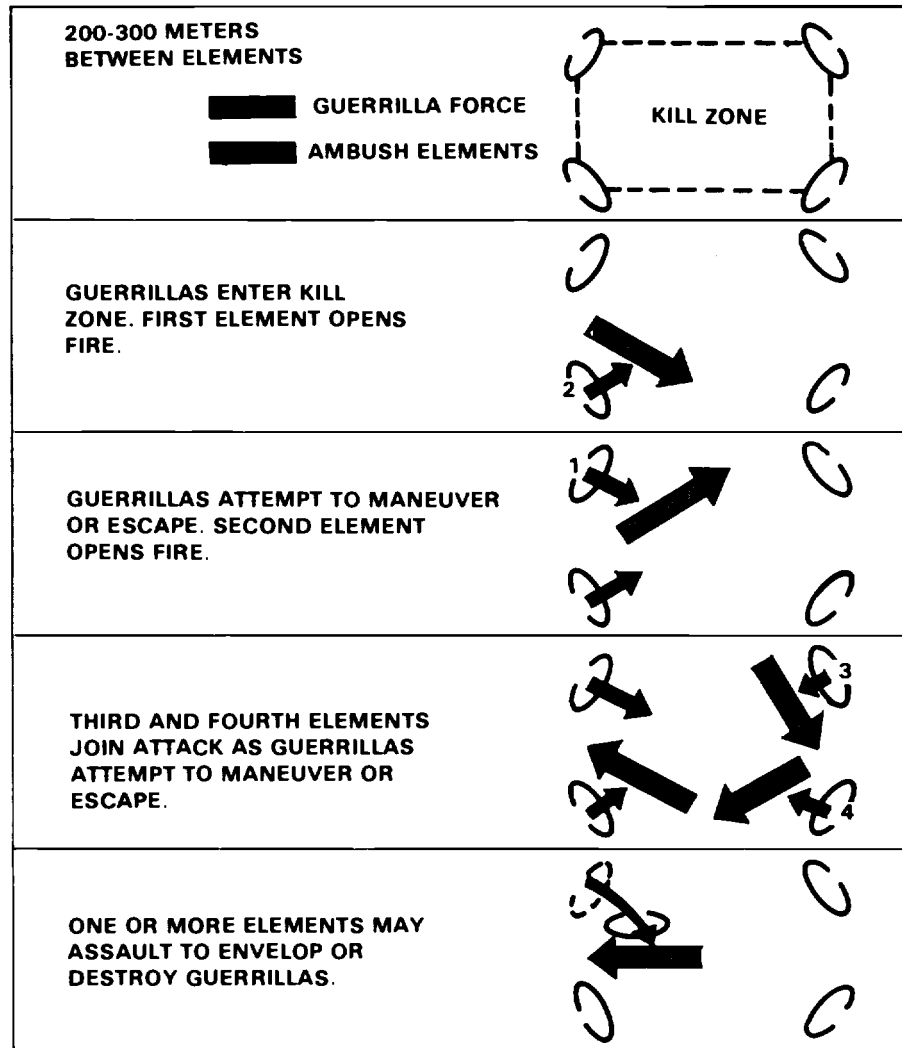 200-300 METERS
BETWEEN ELEMENTS
GUERRILLA FORCE
AMBUSH ELEMENTS
KILL ZONE
GUERRILLAS ENTER KILL
ZONE. FIRST ELEMENT OPENS
FIRE.
2
GUERRILLAS ATTEMPT TO MANEUVER
OR ESCAPE. SECOND ELEMENT
OPENS FIRE.
1
THIRD AND FOURTH ELEMENTS
JOIN ATTACK AS GUERRILLAS
ATTEMPT TO MANEUVER OR
ESCAPE.
3
4
ONE OR MORE ELEMENTS MAY
ASSAULT TO ENVELOP OR
DESTROY GUERRILLAS.